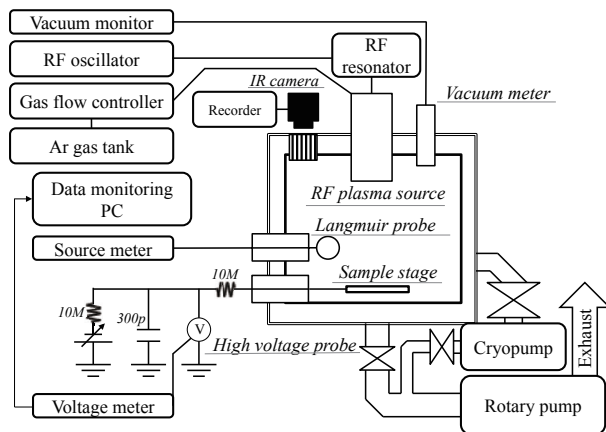 Vacuum monitor
RF oscillator
RF
resonator
Gas flow controller
IR camera
Recorder
Vacuum meter
Ar gas tank
Data monitoring
PC
RF plasma source
Langmuir probe
Source meter
10M
Sample stage
10M
300p
V
High voltage probe
Cryopump
Exhaust
Voltage meter
Rotary pump